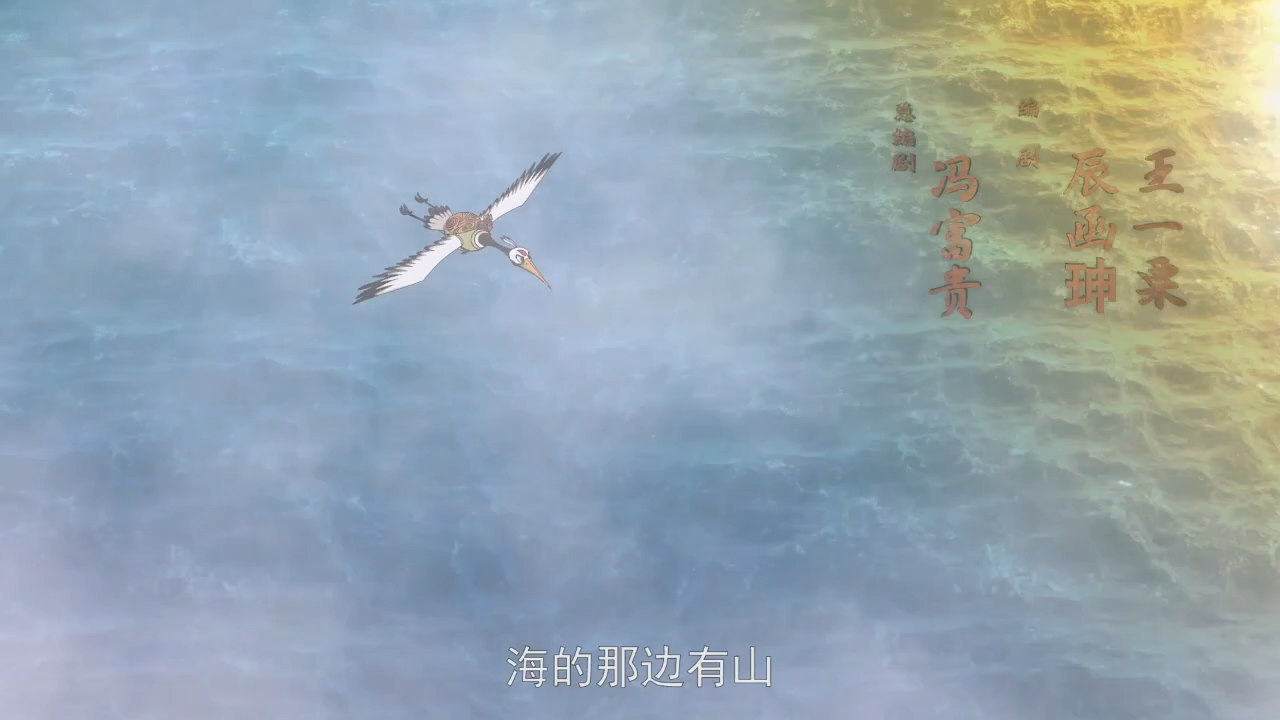 编剧
王一栗
辰函珅
总编剧
冯富贵
海的那边有山